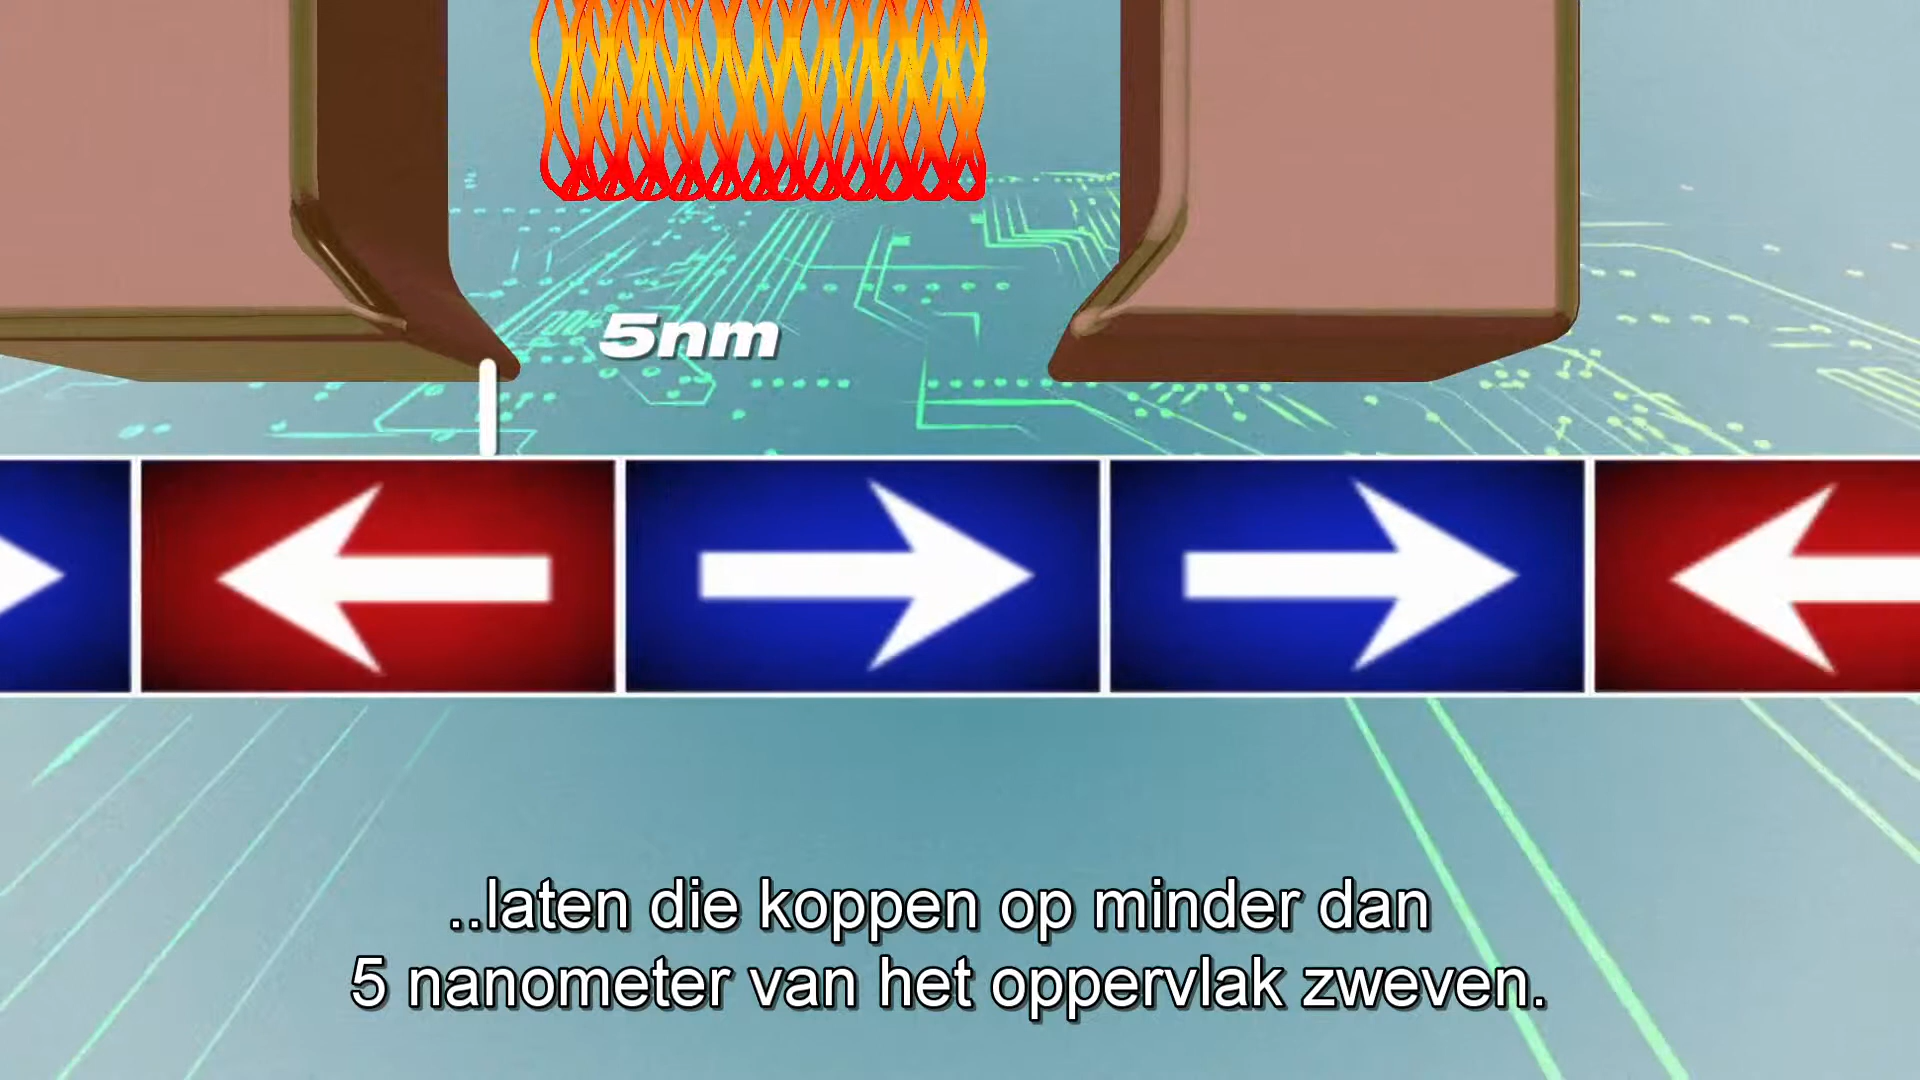 5nm
..laten die koppen op minder dan
5 nanometer van het oppervlak zweven.